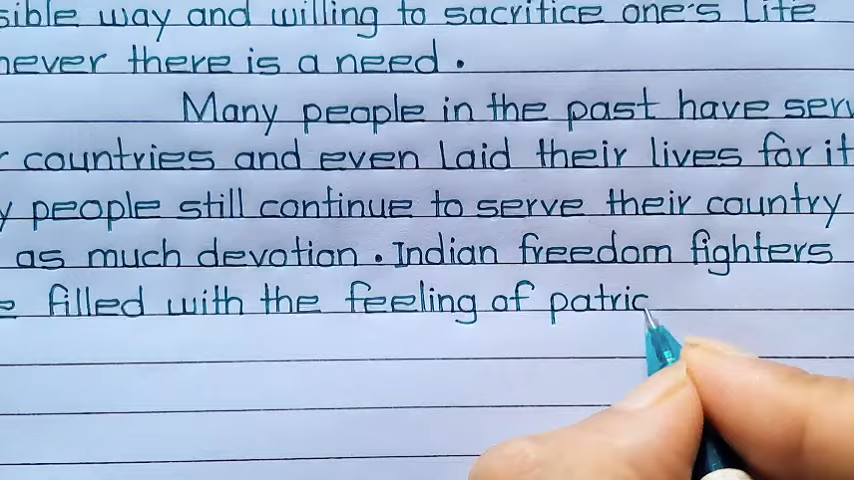 sible way and willing to sacrifice one's Life
never there is a need.
Many people in the past have serv
r countries and even laid their lives for it
y people still continue to serve their country
as much devotion. Indian freedom fighters
e filled with the feeling of patric